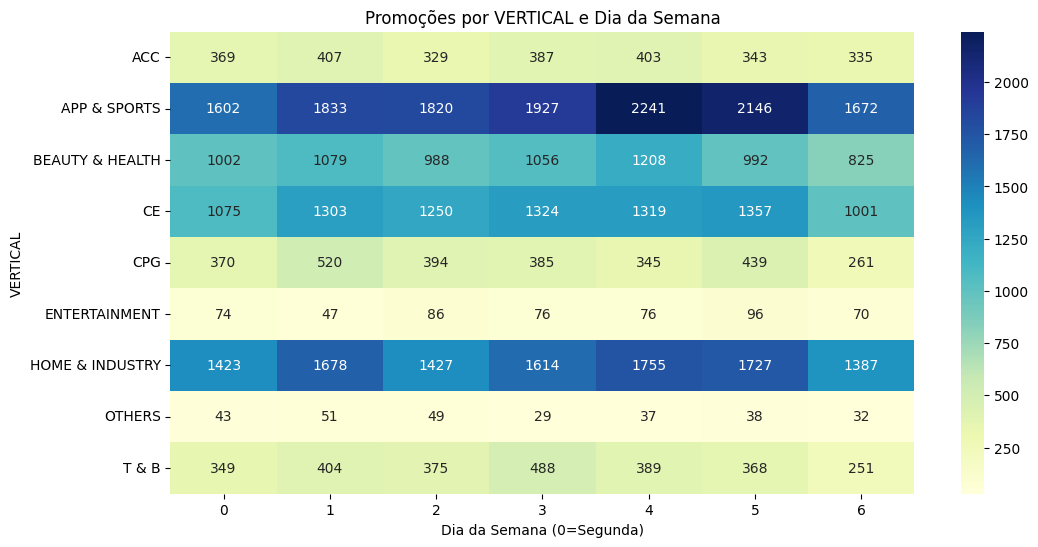 Promoções por VERTICAL e Dia da Semana
ACC 369 407 329 387 403 343 335
APP & SPORTS 1602 1833 1820 1927 2241 2146 1672
BEAUTY & HEALTH 1002 1079 988 1056 1208 992 825
CE 1075 1303 1250 1324 1319 1357 1001
CPG 370 520 394 385 345 439 261
ENTERTAINMENT 74 47 86 76 76 96 70
HOME & INDUSTRY 1423 1678 1427 1614 1755 1727 1387
OTHERS 43 51 49 29 37 38 32
T & B 349 404 375 488 389 368 251
0 1 2 3 4 5 6
Dia da Semana (0=Segunda)
VERTICAL
2000
1750
1500
1250
1000
750
500
250